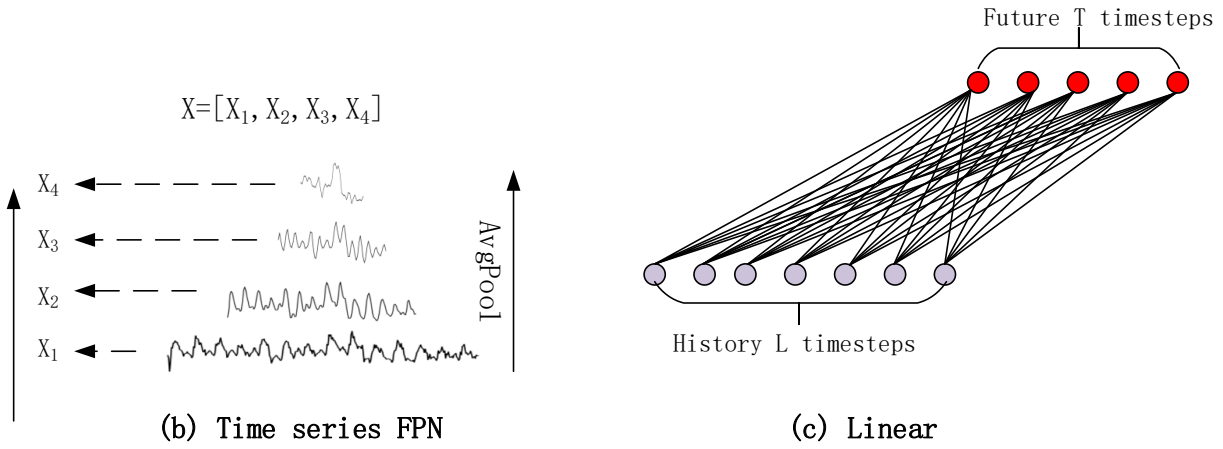 Future T timesteps
X=[X₁, X₂, X₃, X₄]
X₄
X₃
X₂
X₁
AvgPool
History L timesteps
(b) Time series FPN
(c) Linear